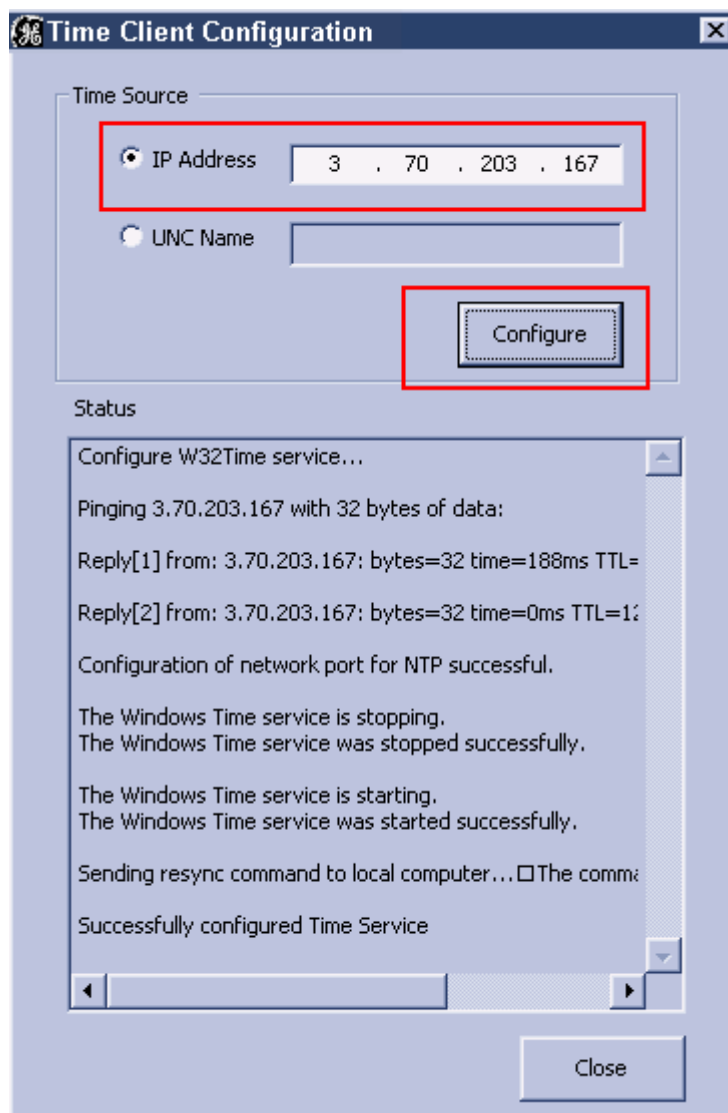 Time Client Configuration
Time Source
IP Address 3 . 70 . 203 . 167
UNC Name
Configure
Status
Configure W32Time service...
Pinging 3.70.203.167 with 32 bytes of data:
Reply[1] from: 3.70.203.167: bytes=32 time=188ms TTL=
Reply[2] from: 3.70.203.167: bytes=32 time=0ms TTL=12
Configuration of network port for NTP successful.
The Windows Time service is stopping.
The Windows Time service was stopped successfully.
The Windows Time service is starting.
The Windows Time service was started successfully.
Sending resync command to local computer...□The comma
Successfully configured Time Service
Close